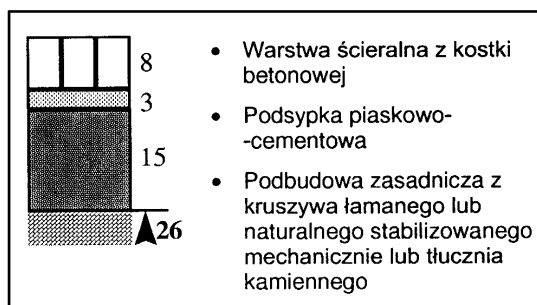 8
3
15
26
• Warstwa ścieralna z kostki
betonowej
• Podsypka piaskowo-
-cementowa
• Podbudowa zasadnicza z
kruszywa łamanego lub
naturalnego stabilizowanego
mechanicznie lub tłucznia
kamiennego